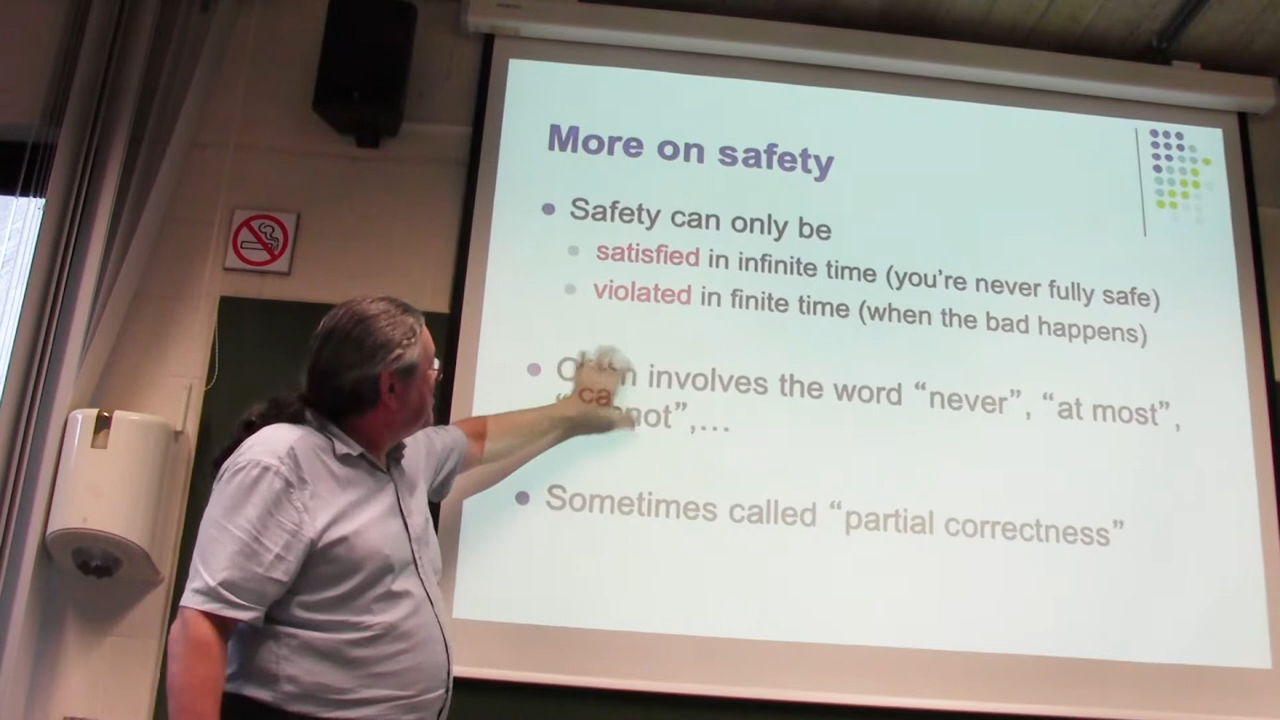 More on safety
Safety can only be
satisfied in infinite time (you're never fully safe)
violated in finite time (when the bad happens)
involves the word “never”, “at most”,
Sometimes called “partial correctness”